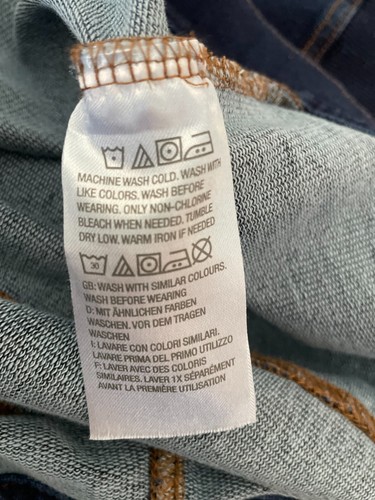 MACHINE WASH COLD. WASH WITH
LIKE COLORS. WASH BEFORE
WEARING. ONLY NON-CHLORINE
BLEACH WHEN NEEDED. TUMBLE
DRY LOW. WARM IRON IF NEEDED
30
GB: WASH WITH SIMILAR COLOURS.
WASH BEFORE WEARING
D: MIT ÄHNLICHEN FARBEN
WASCHEN. VOR DEM TRAGEN
WASCHEN
I: LAVARE CON COLORI SIMILARI.
LAVARE PRIMA DEL PRIMO UTILIZZO
F: LAVER AVEC DES COLORIS
SIMILAIRES. LAVER 1X SÉPARÉMENT
AVANT LA PREMIÈRE UTILISATION